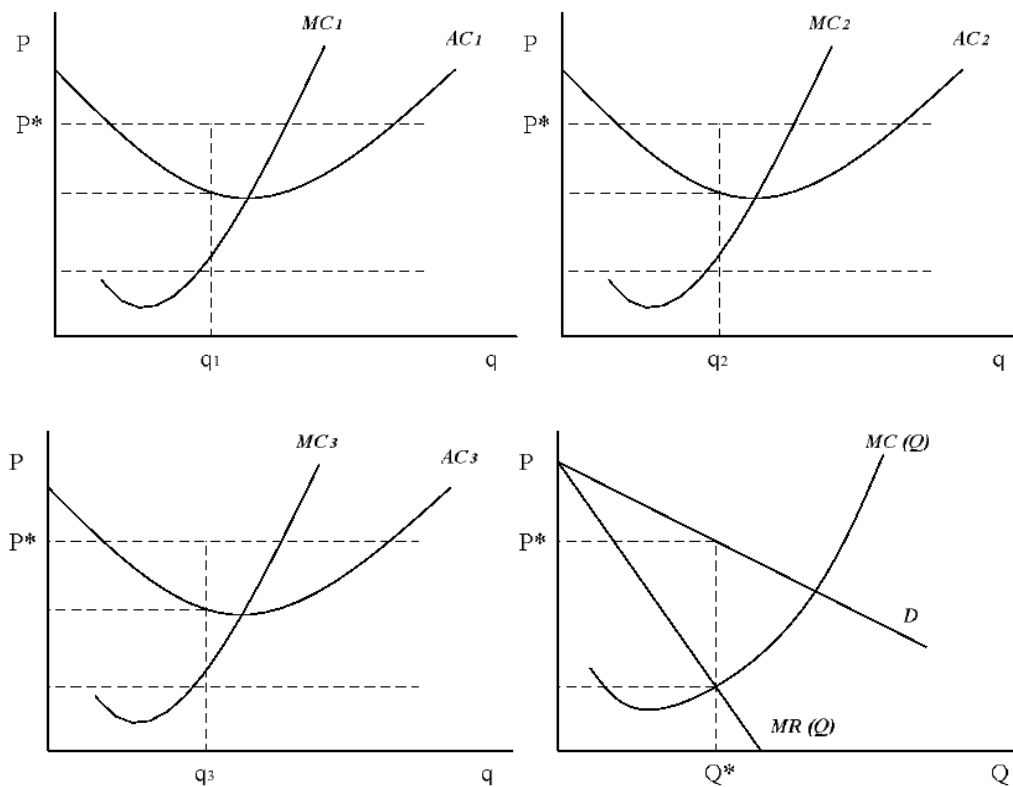 MC1
AC1
P
P*
q1
q
MC2
AC2
P
P*
q2
q
MC3
AC3
P
P*
q3
q
MC (Q)
P
P*
D
MR (Q)
Q*
Q